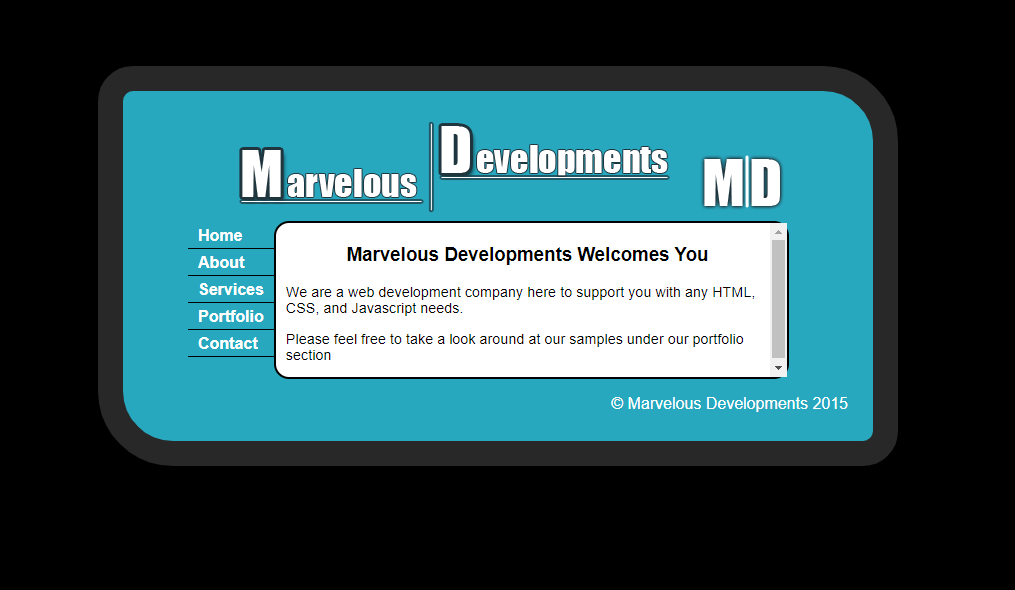 Marvelous
Developments
M|D
Home
About
Services
Portfolio
Contact
Marvelous Developments Welcomes You
We are a web development company here to support you with any HTML,
CSS, and Javascript needs.
Please feel free to take a look around at our samples under our portfolio
section
© Marvelous Developments 2015